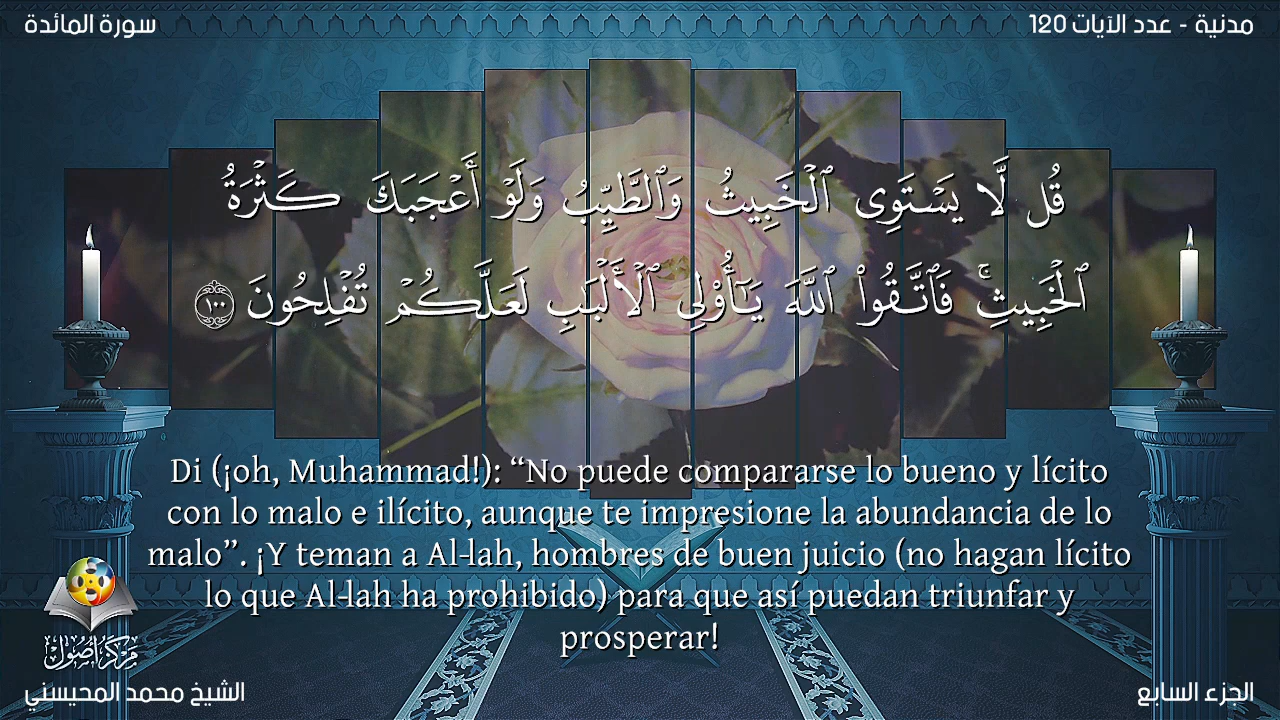 سورة المائدة
مدنية - عدد الآيات 120
قُل لَّا يَسْتَوِى ٱلْخَبِيثُ وَٱلطَّيِّبُ وَلَوْ أَعْجَبَكَ كَثْرَةُ
ٱلْخَبِيثِ ۚ فَٱتَّقُوا۟ ٱللَّهَ يَـٰٓأُو۟لِى ٱلْأَلْبَـٰبِ لَعَلَّكُمْ تُفْلِحُونَ ١٠٠
Di (¡oh, Muhammad!): “No puede compararse lo bueno y lícito
con lo malo e ilícito, aunque te impresione la abundancia de lo
malo”. ¡Y teman a Al-lah, hombres de buen juicio (no hagan lícito
lo que Al-lah ha prohibido) para que así puedan triunfar y
prosperar!
مركز أصول
الشيخ محمد المحيسني
الجزء السابع